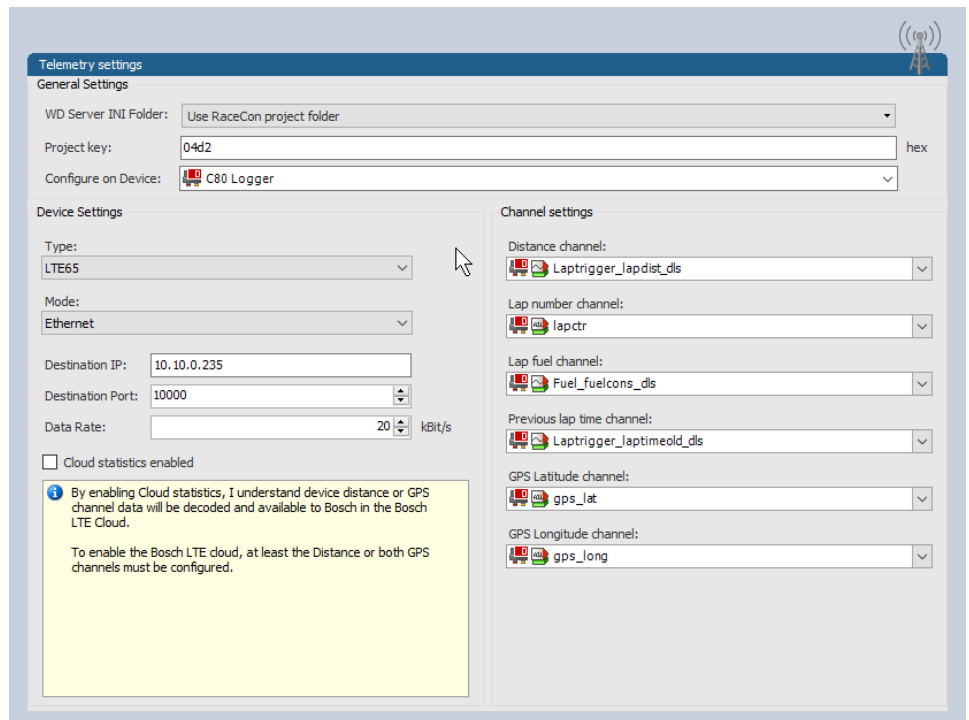 Telemetry settings
General Settings
WD Server INI Folder: Use RaceCon project folder
Project key: 04d2 hex
Configure on Device: C80 Logger
Device Settings
Type:
LTE65
Mode:
Ethernet
Destination IP: 10.10.0.235
Destination Port: 10000
Data Rate: 20 kBit/s
Cloud statistics enabled
By enabling Cloud statistics, I understand device distance or GPS
channel data will be decoded and available to Bosch in the Bosch
LTE Cloud.
To enable the Bosch LTE cloud, at least the Distance or both GPS
channels must be configured.
Channel settings
Distance channel:
Laptrigger_lapdist_dls
Lap number channel:
lapctr
Lap fuel channel:
Fuel_fuelcons_dls
Previous lap time channel:
Laptrigger_laptimeold_dls
GPS Latitude channel:
gps_lat
GPS Longitude channel:
gps_long